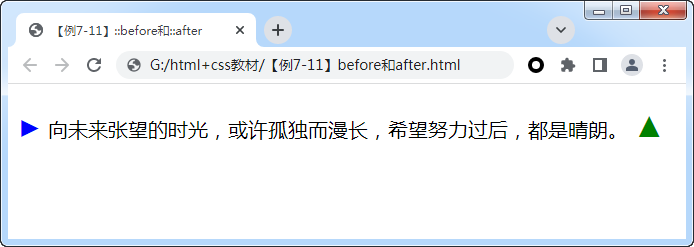 【例7-11】::before和::after
G:/html+css教材/【例7-11】before和after.html
向未来张望的时光，或许孤独而漫长，希望努力过后，都是晴朗。